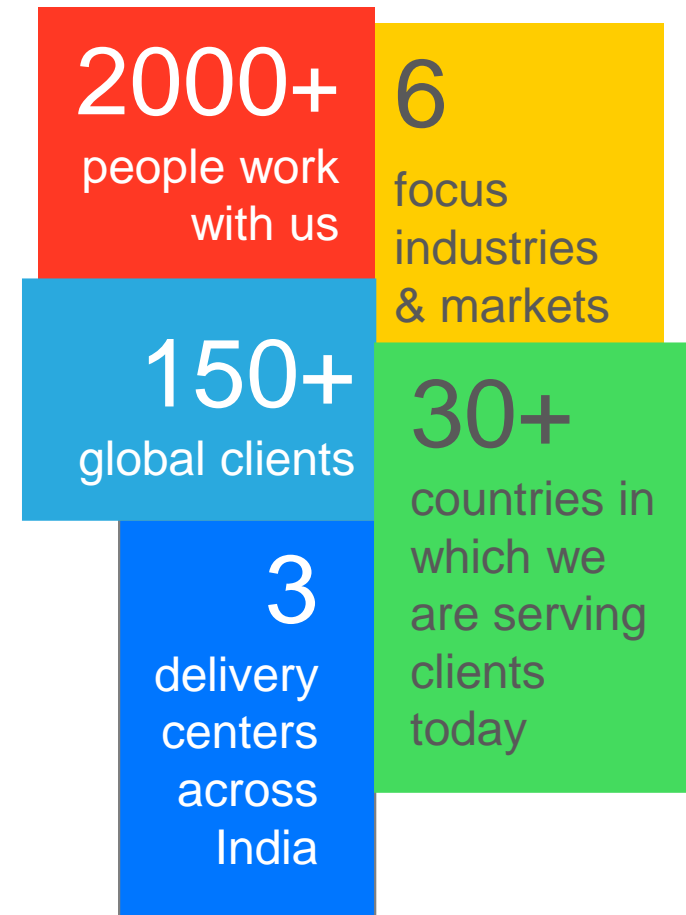 2000+
people work
with us
6
focus
industries
& markets
150+
global clients
30+
countries in
which we
are serving
clients
today
3
delivery
centers
across
India